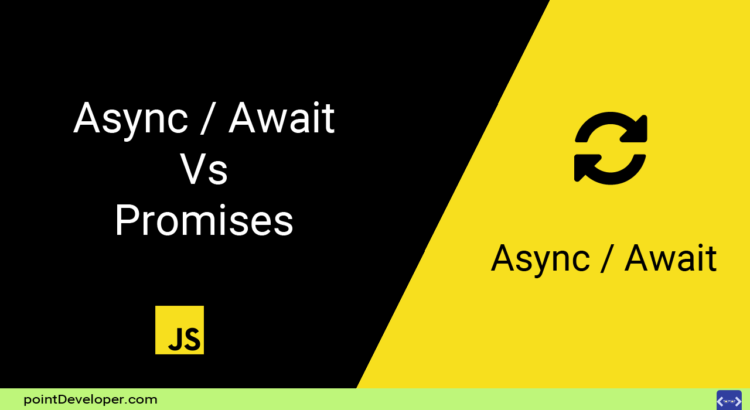 Async / Await
Vs
Promises
JS
Async / Await
pointDeveloper.com